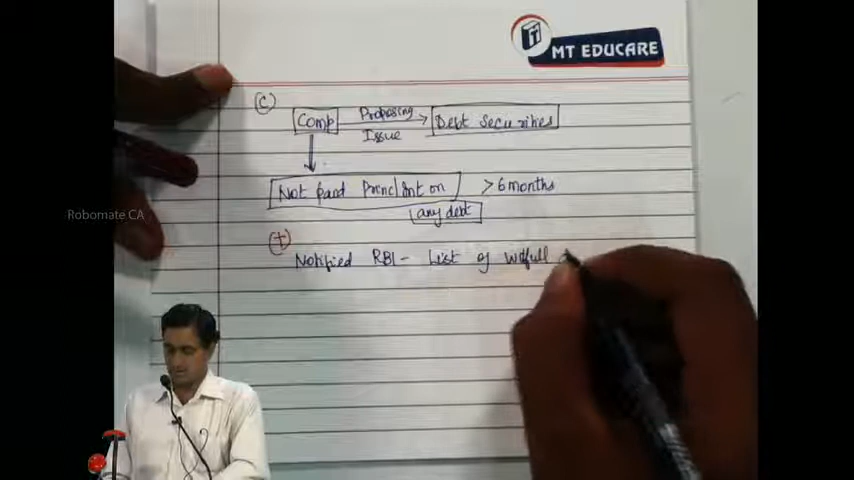 MT EDUCARE
C
Comp Proposing Issue Debt Securities
Not paid Princ/Int on > 6 months
any debt
+
Notified RBI - List of wilfull
Robomate CA